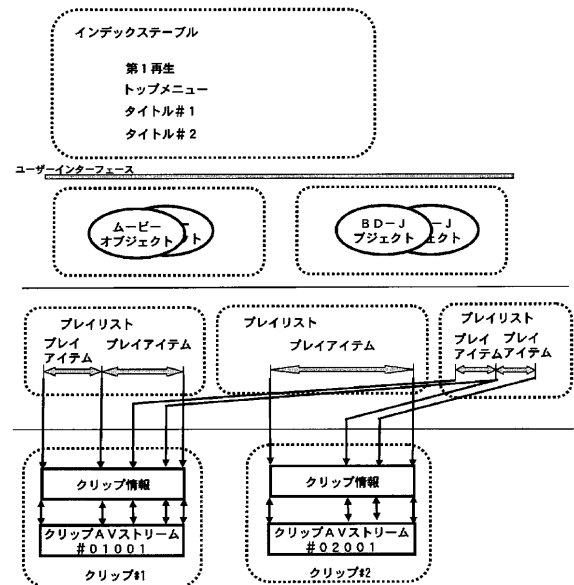 インデックステーブル
第1再生
トップメニュー
タイトル#1
タイトル#2
ユーザーインターフェース
ムービー
オブジェクト
ト
BD-J
ブジェクト
-J
ェクト
プレイリスト
プレイ
アイテム
プレイアイテム
プレイリスト
プレイアイテム
プレイリスト
プレイ
アイテム
プレイ
アイテム
クリップ情報
クリップAVストリーム
#01001
クリップ#1
クリップ情報
クリップAVストリーム
#02001
クリップ#2